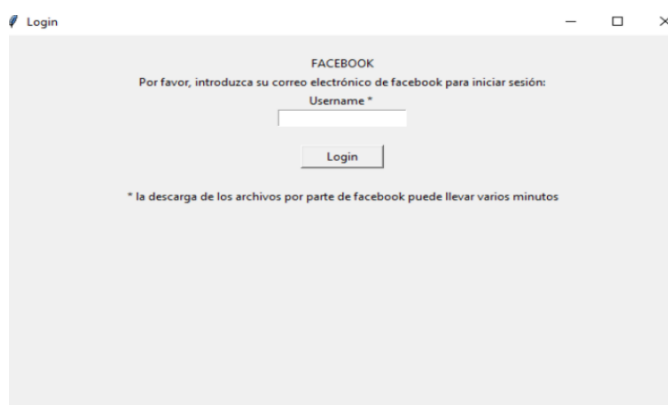 Login
FACEBOOK
Por favor, introduzca su correo electrónico de facebook para iniciar sesión:
Username *
Login
* la descarga de los archivos por parte de facebook puede llevar varios minutos